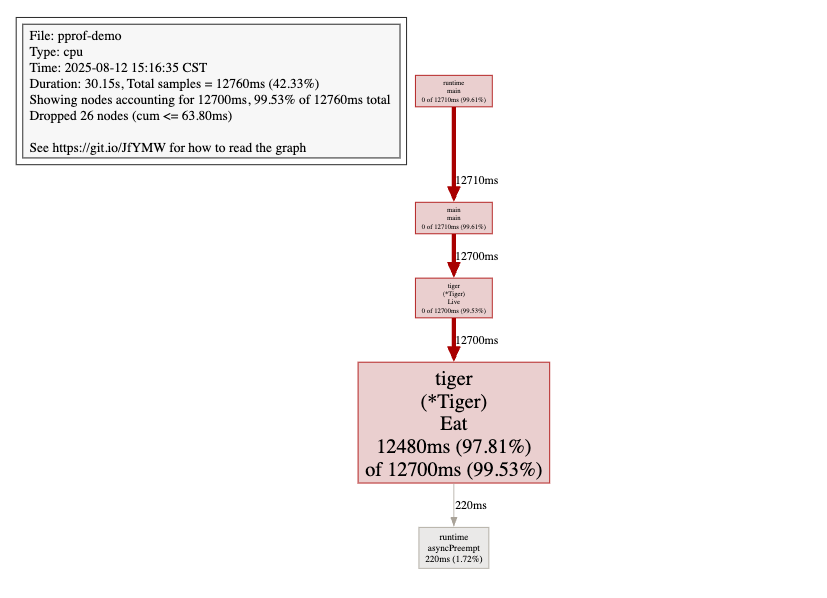 File: pprof-demo
Type: cpu
Time: 2025-08-12 15:16:35 CST
Duration: 30.15s, Total samples = 12760ms (42.33%)
Showing nodes accounting for 12700ms, 99.53% of 12760ms total
Dropped 26 nodes (cum <= 63.80ms)
See https://git.io/JfYMW for how to read the graph
runtime
main
0 of 12710ms (99.61%)
12710ms
main
main
0 of 12710ms (99.61%)
12700ms
tiger
(*Tiger)
Live
0 of 12700ms (99.53%)
12700ms
tiger
(*Tiger)
Eat
12480ms (97.81%)
of 12700ms (99.53%)
220ms
runtime
asyncPreempt
220ms (1.72%)